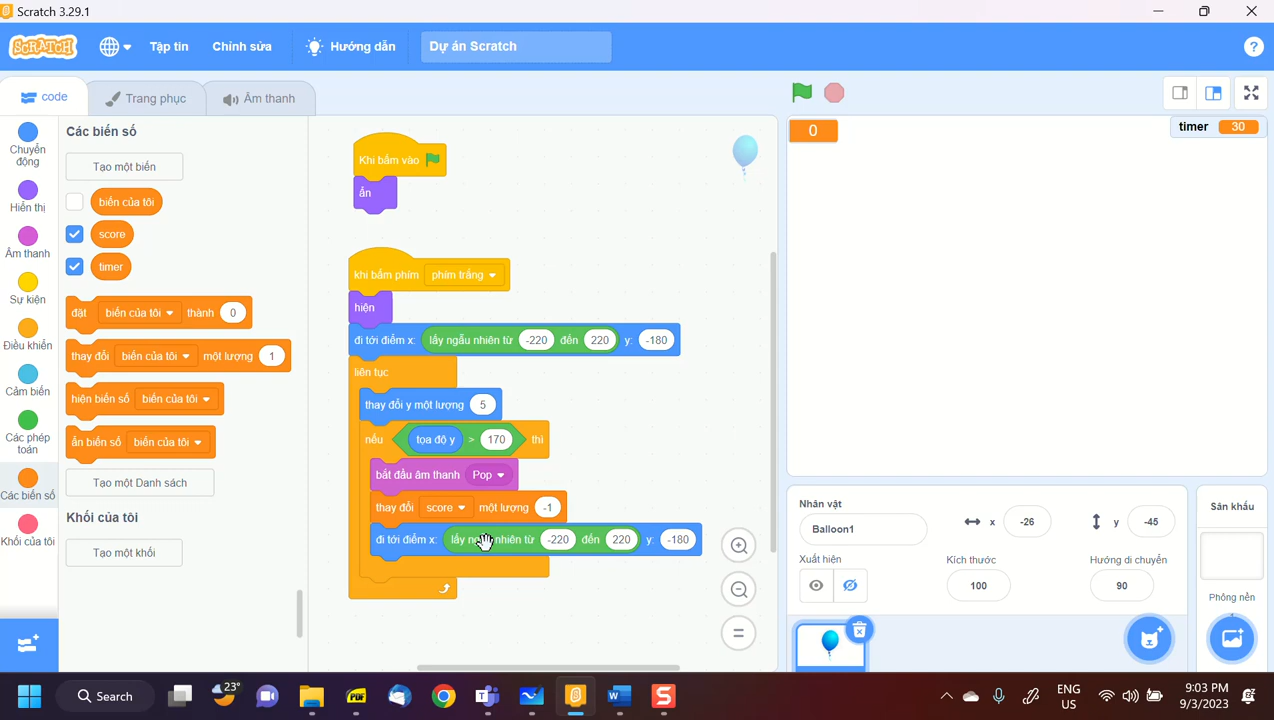 Scratch 3.29.1
SCRATCH
Tập tin
Chỉnh sửa
Hướng dẫn
Dự án Scratch
?
code
Trang phục
Âm thanh
Chuyển động
Hiển thị
Âm thanh
Sự kiện
Điều khiển
Cảm biến
Các phép toán
Các biến số
Khối của tôi
Các biến số
Tạo một biến
biến của tôi
score
timer
đặt biến của tôi thành 0
thay đổi biến của tôi một lượng 1
hiện biến số biến của tôi
ẩn biến số biến của tôi
Tạo một Danh sách
Khối của tôi
Tạo một khối
Khi bấm vào
ẩn
khi bấm phím phím trắng
hiện
đi tới điểm x: lấy ngẫu nhiên từ -220 đến 220 y: -180
liên tục
thay đổi y một lượng 5
nếu tọa độ y > 170 thì
bắt đầu âm thanh Pop
thay đổi score một lượng -1
đi tới điểm x: lấy ng nhiên từ -220 đến 220 y: -180
0
timer 30
Nhân vật
Balloon1
x -26
y -45
Xuất hiện
Kích thước
100
Hướng di chuyển
90
Sân khấu
Phông nền
Search
23°
PDF
W
S
ENG
US
9:03 PM
9/3/2023